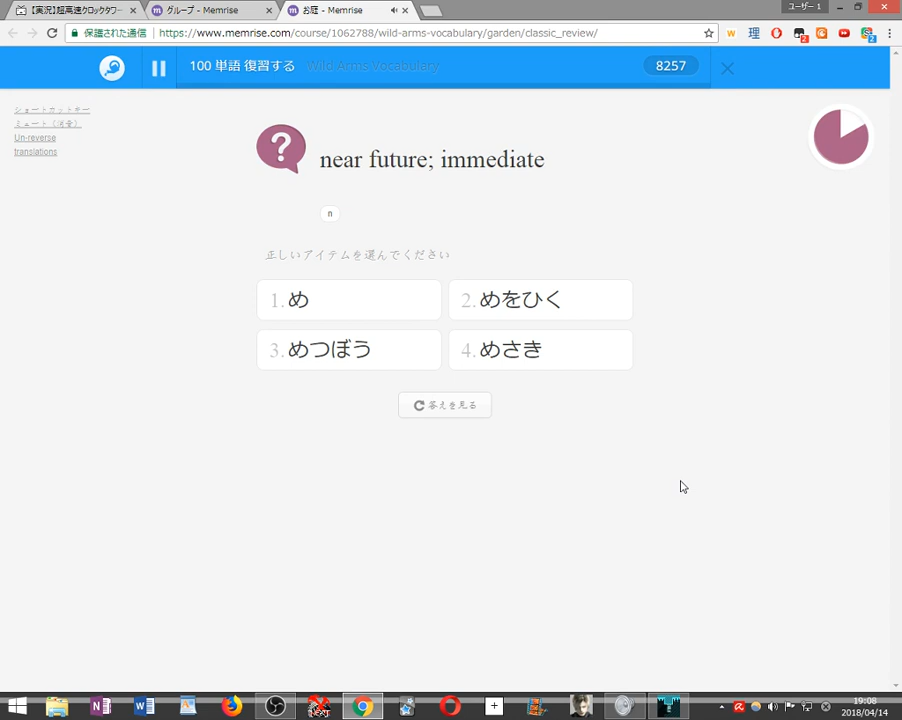 【実況】超高速クロックタワー
グループ - Memrise
お庭 - Memrise
ユーザー 1
保護された通信
https://www.memrise.com/course/1062788/wild-arms-vocabulary/garden/classic_review/
100 単語 復習する
Wild Arms Vocabulary
8257
ショートカットキー
ミュート（消音）
Un-reverse
translations
near future; immediate
n
正しいアイテムを選んでください
1. め
2. めをひく
3. めつぼう
4. めさき
答えを見る
19:08
2018/04/14